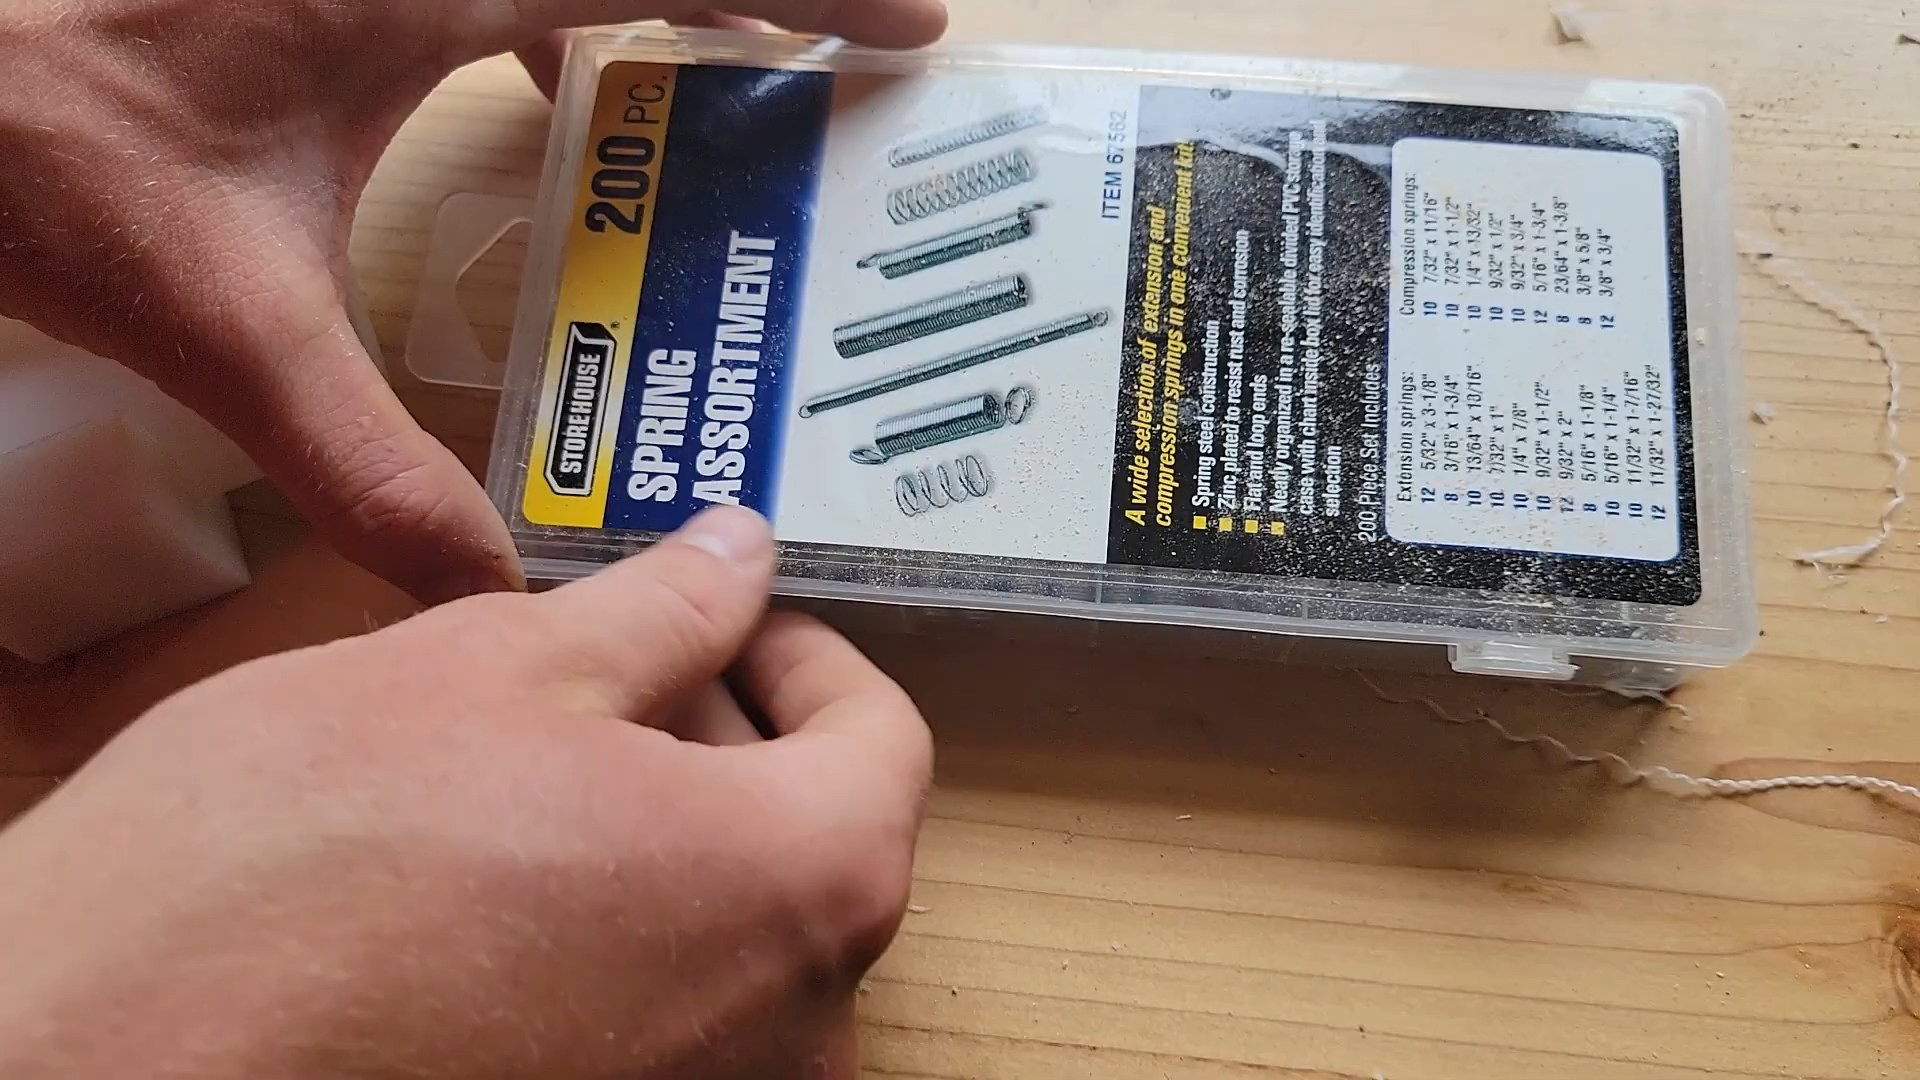 STOREHOUSE®
200 PC.
SPRING
ASSORTMENT
ITEM 67562
A wide selection of extension and
compression springs in one convenient kit.
Spring steel construction
Zinc plated to resist rust and corrosion
Flat and loop ends
Neatly organized in a re-sealable divided PVC storage
case with chart inside box lid for easy identification and
selection
200 Piece Set Includes:
Extension springs:
12 5/32" x 3-1/8"
8 3/16" x 1-3/4"
10 13/64" x 13/16"
10 7/32" x 1"
10 1/4" x 7/8"
10 9/32" x 1-1/2"
12 9/32" x 2"
8 5/16" x 1-1/8"
10 5/16" x 1-1/4"
10 11/32" x 1-7/16"
12 11/32" x 1-27/32"
Compression springs:
10 7/32" x 11/16"
10 7/32" x 1-1/2"
10 1/4" x 13/32"
10 9/32" x 1/2"
10 9/32" x 3/4"
12 5/16" x 1-3/4"
8 23/64" x 1-3/8"
8 3/8" x 5/8"
12 3/8" x 3/4"